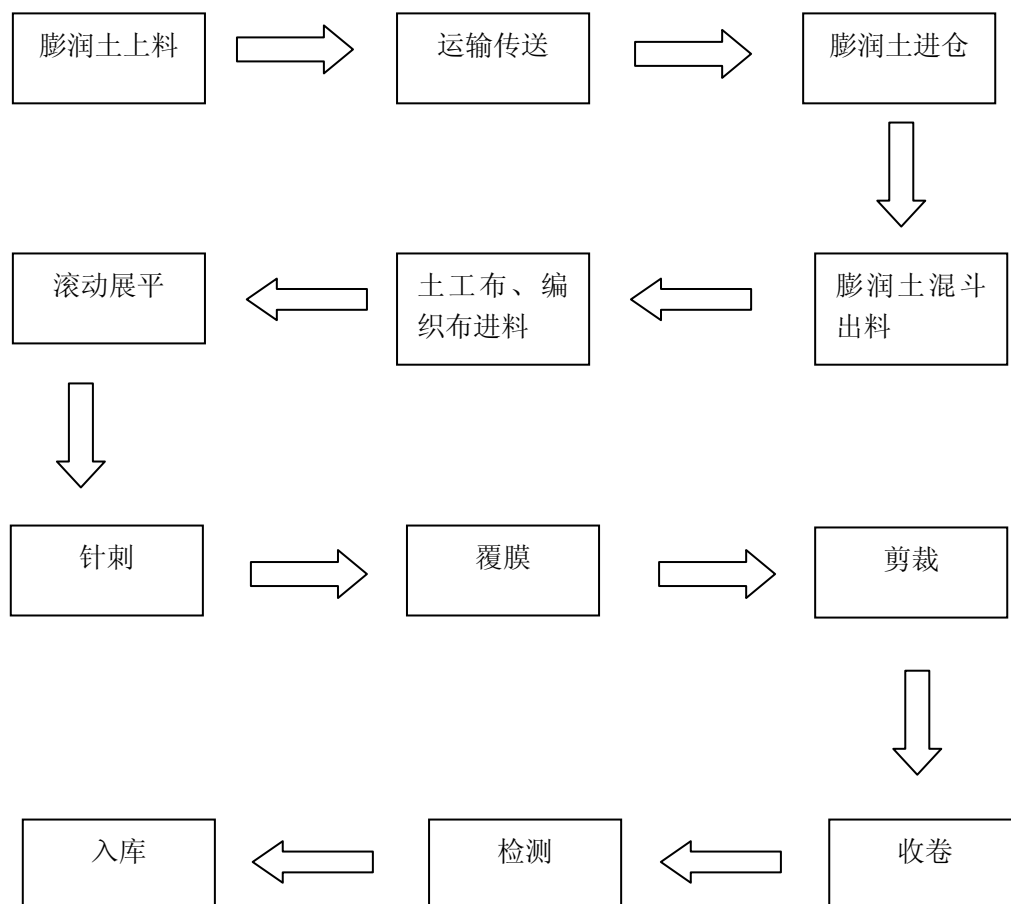 膨润土上料
运输传送
膨润土进仓
滚动展平
土工布、编
织布进料
膨润土混斗
出料
针刺
覆膜
剪裁
入库
检测
收卷